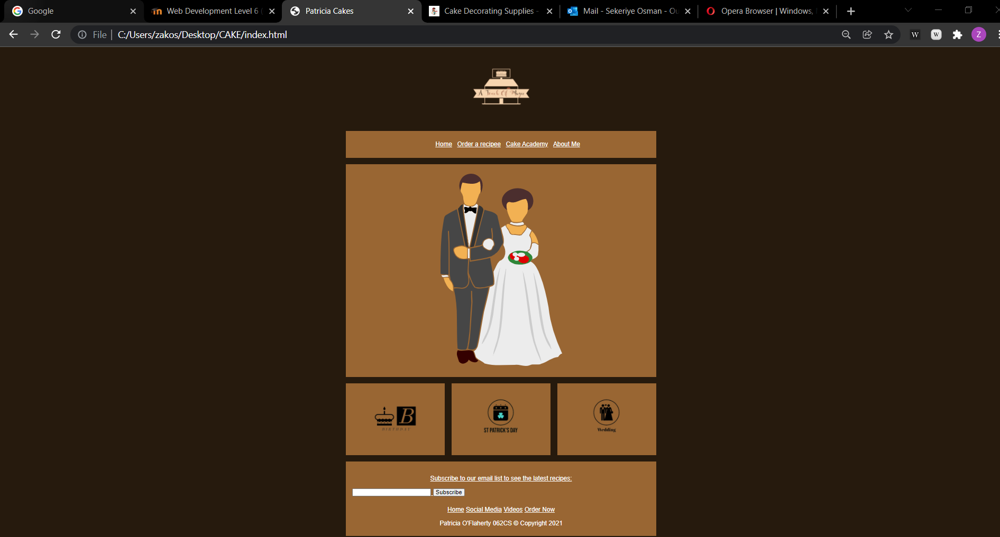 Google
Web Development Level 6 (
Patricia Cakes
Cake Decorating Supplies -
Mail - Sekeriye Osman - Ou
Opera Browser | Windows,
File | C:/Users/zakos/Desktop/CAKE/index.html
W
W
Z
A Touch Of Magic
Home Order a recipee Cake Academy About Me
B
BIRTHDAY
ST PATRICK'S DAY
Wedding
Subscribe to our email list to see the latest recipes:
Subscribe
Home Social Media Videos Order Now
Patricia O'Flaherty 062CS © Copyright 2021